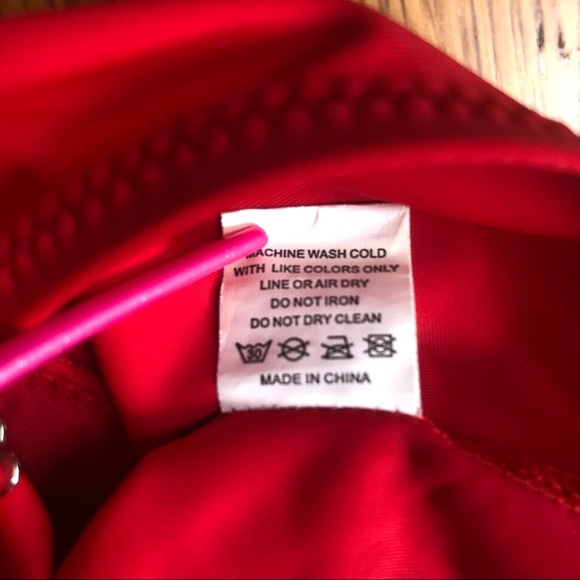 MACHINE WASH COLD
WITH LIKE COLORS ONLY
LINE OR AIR DRY
DO NOT IRON
DO NOT DRY CLEAN
30
MADE IN CHINA